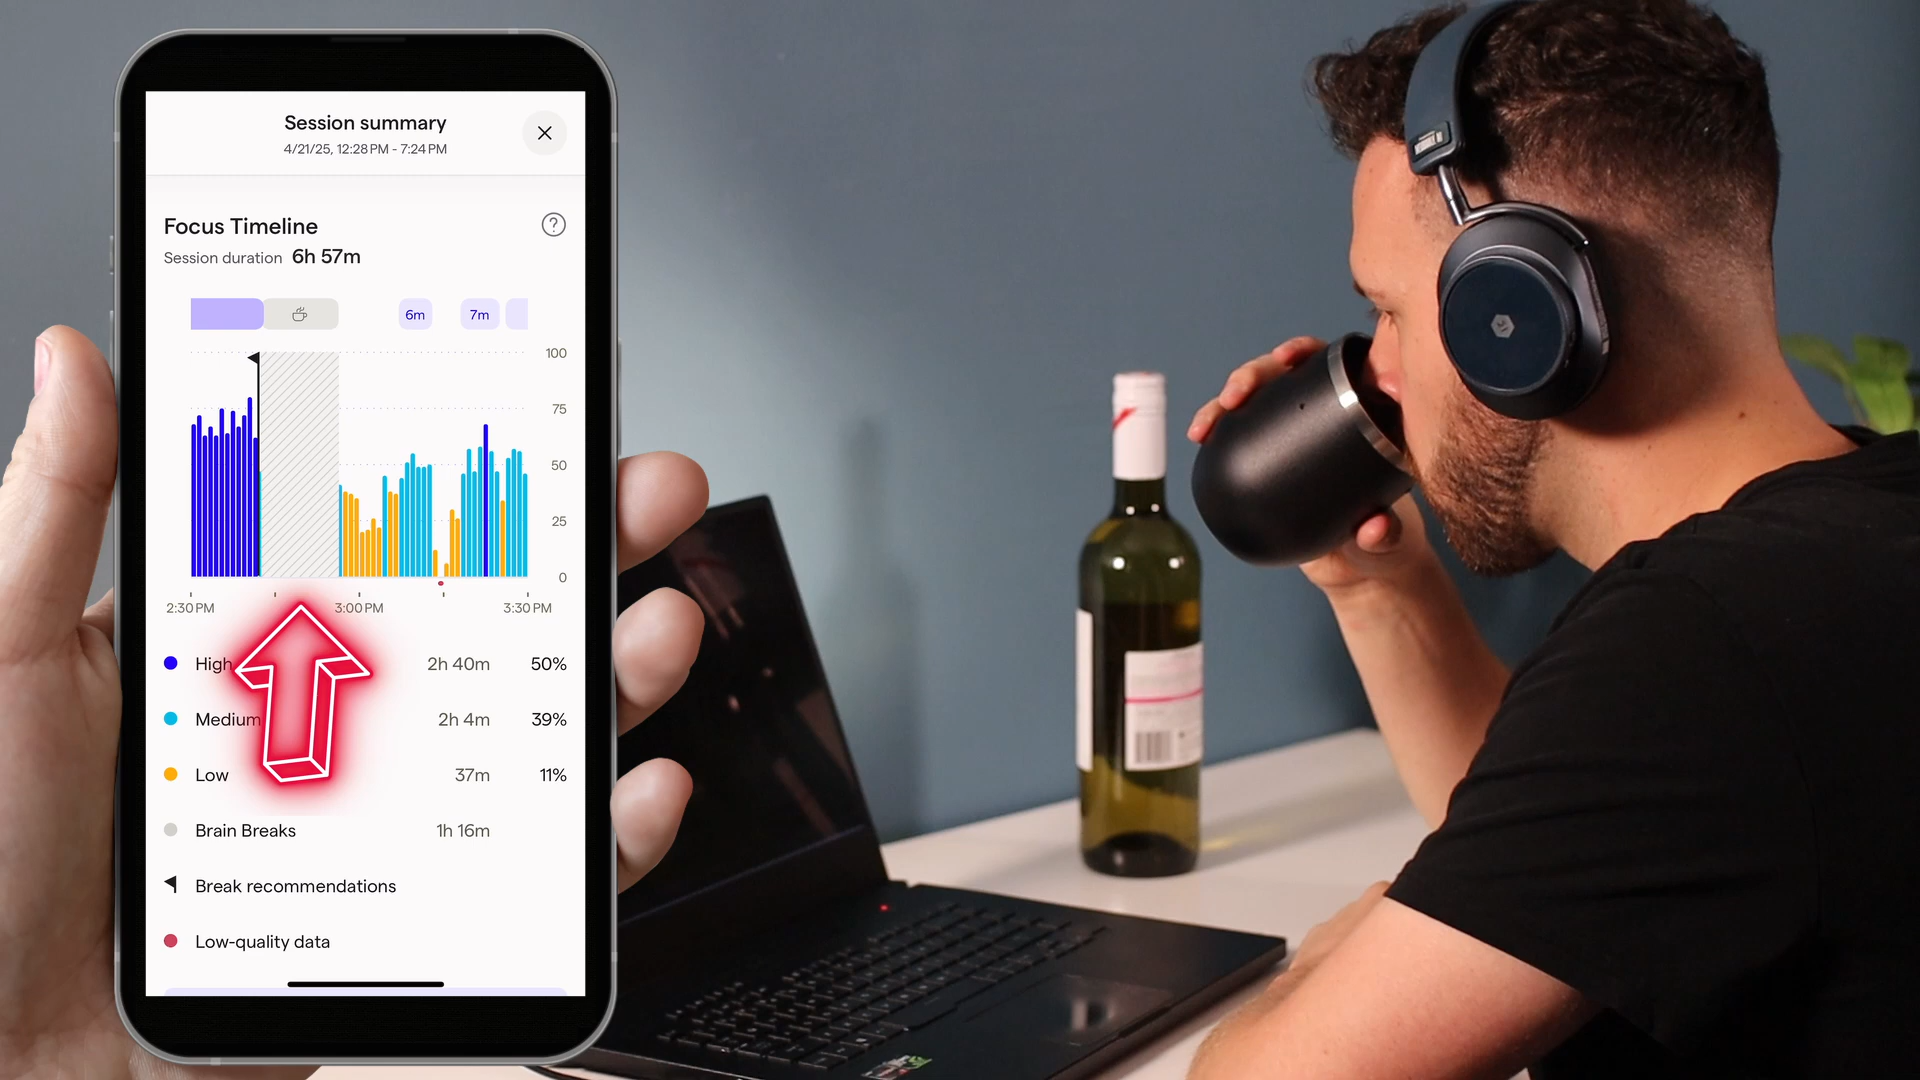 Session summary
4/21/25, 12:28 PM - 7:24 PM
Focus Timeline
Session duration 6h 57m
6m 7m
100
75
50
25
0
2:30 PM 3:00 PM 3:30 PM
High 2h 40m 50%
Medium 2h 4m 39%
Low 37m 11%
Brain Breaks 1h 16m
Break recommendations
Low-quality data